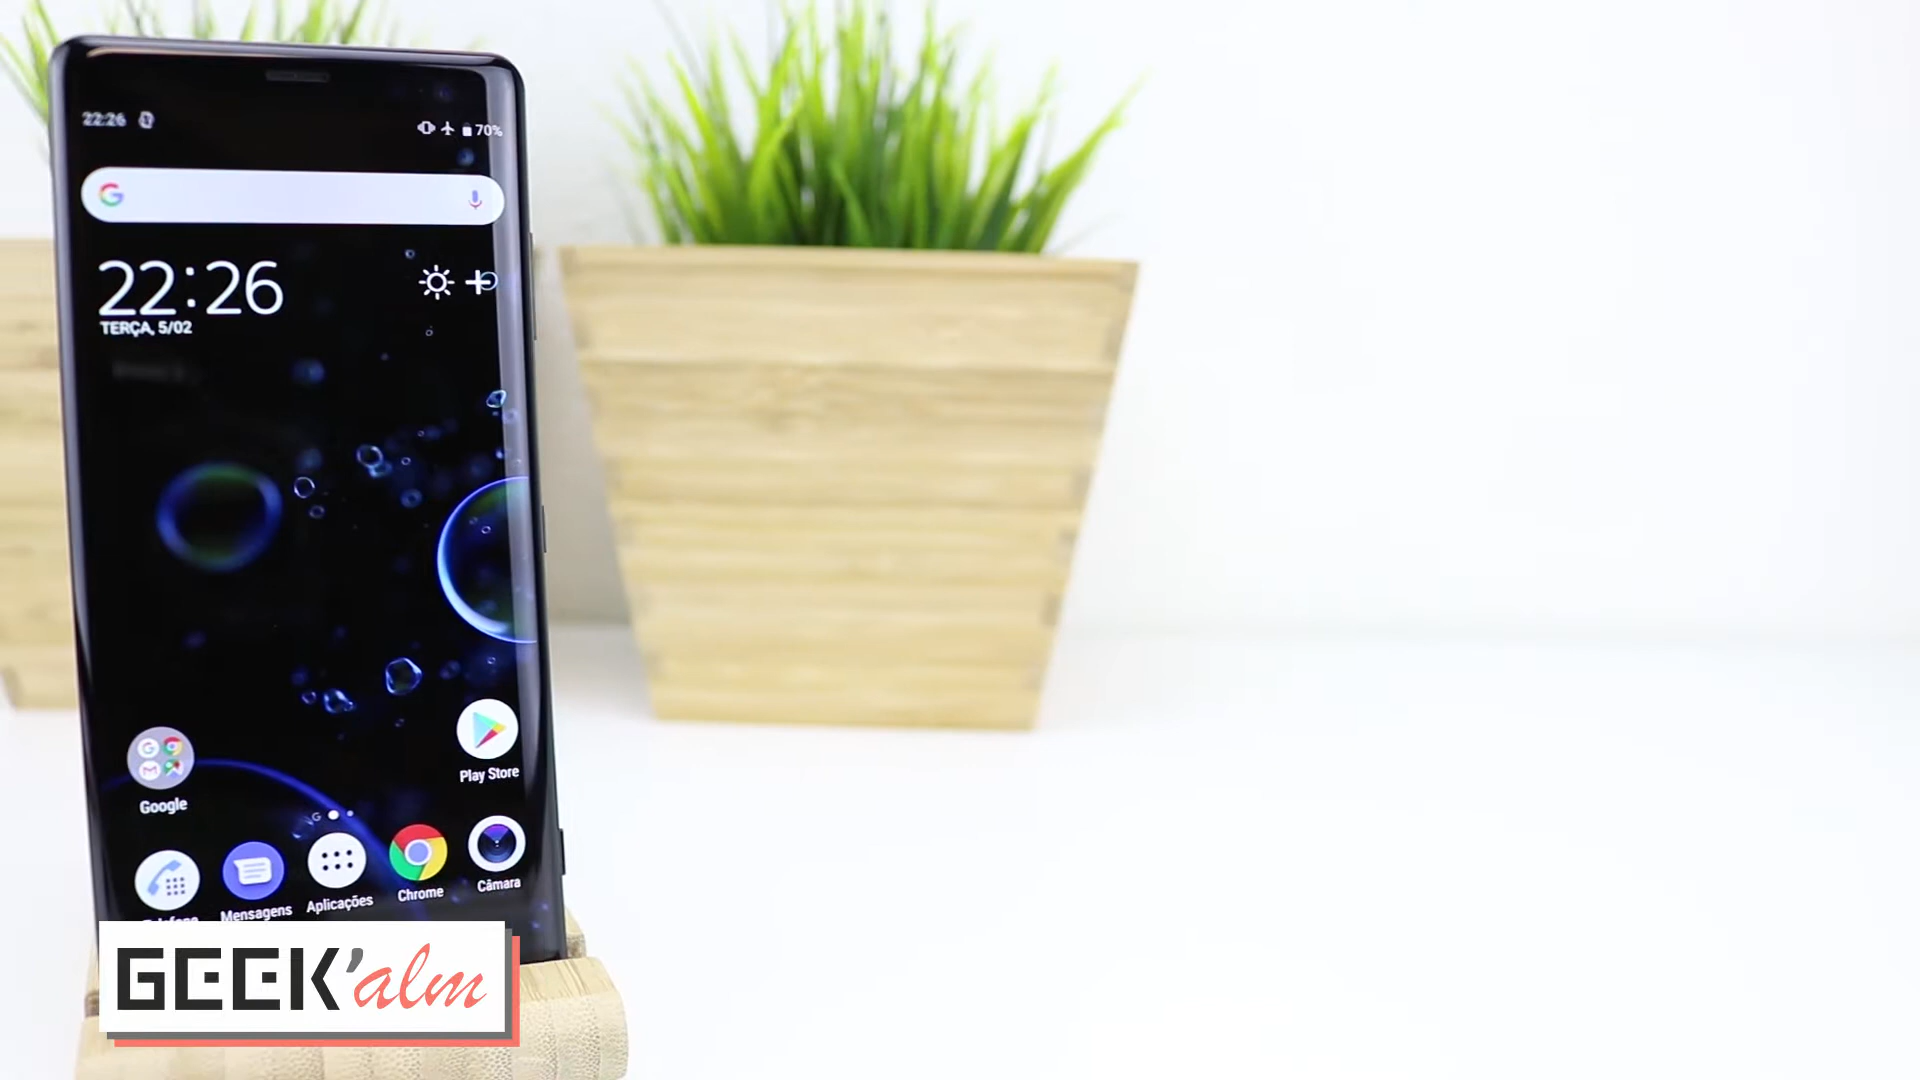 22:26
70%
22:26
TERÇA, 5/02
Play Store
Google
Mensagens
Aplicações
Chrome
Câmara
GEEK'alm